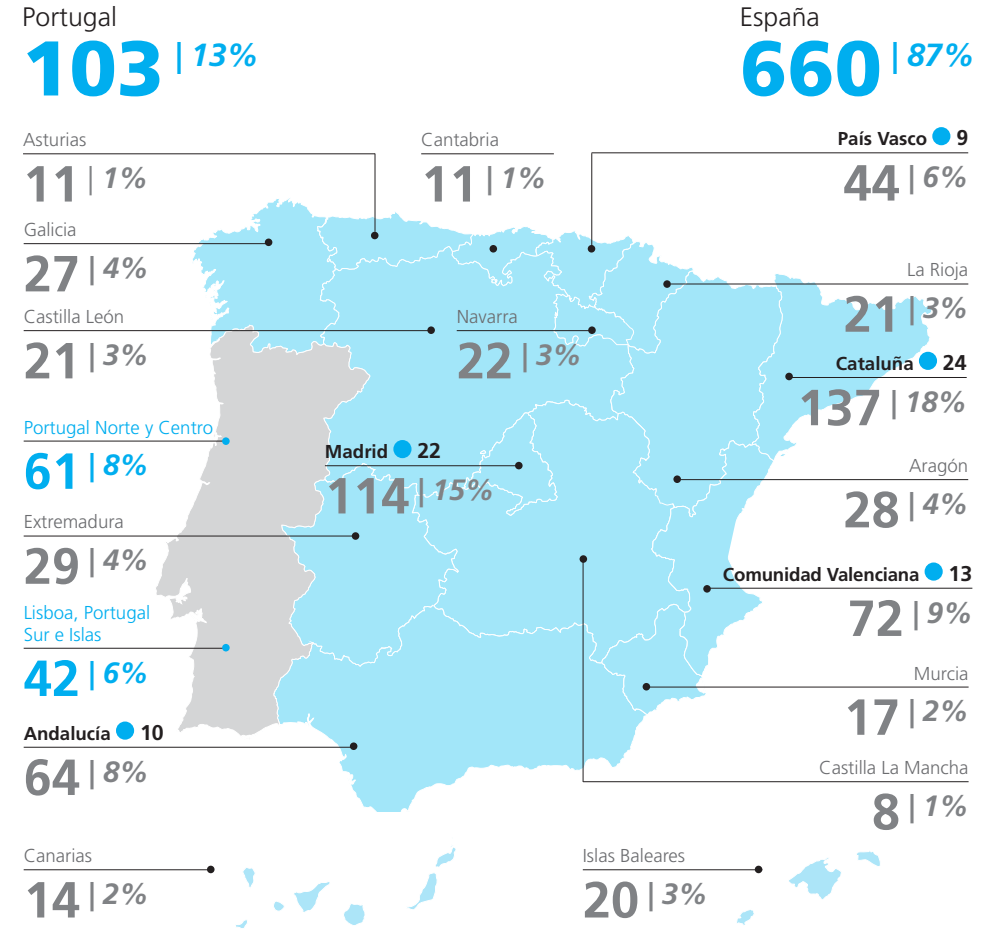 Portugal
103 | 13%
España
660 | 87%
Asturias
11 | 1%
Cantabria
11 | 1%
País Vasco 9
44 | 6%
Galicia
27 | 4%
La Rioja
21 | 3%
Castilla León
21 | 3%
Navarra
22 | 3%
Cataluña 24
137 | 18%
Portugal Norte y Centro
61 | 8%
Madrid 22
114 | 15%
Aragón
28 | 4%
Extremadura
29 | 4%
Comunidad Valenciana 13
72 | 9%
Lisboa, Portugal
Sur e Islas
42 | 6%
Murcia
17 | 2%
Andalucía 10
64 | 8%
Castilla La Mancha
8 | 1%
Canarias
14 | 2%
Islas Baleares
20 | 3%